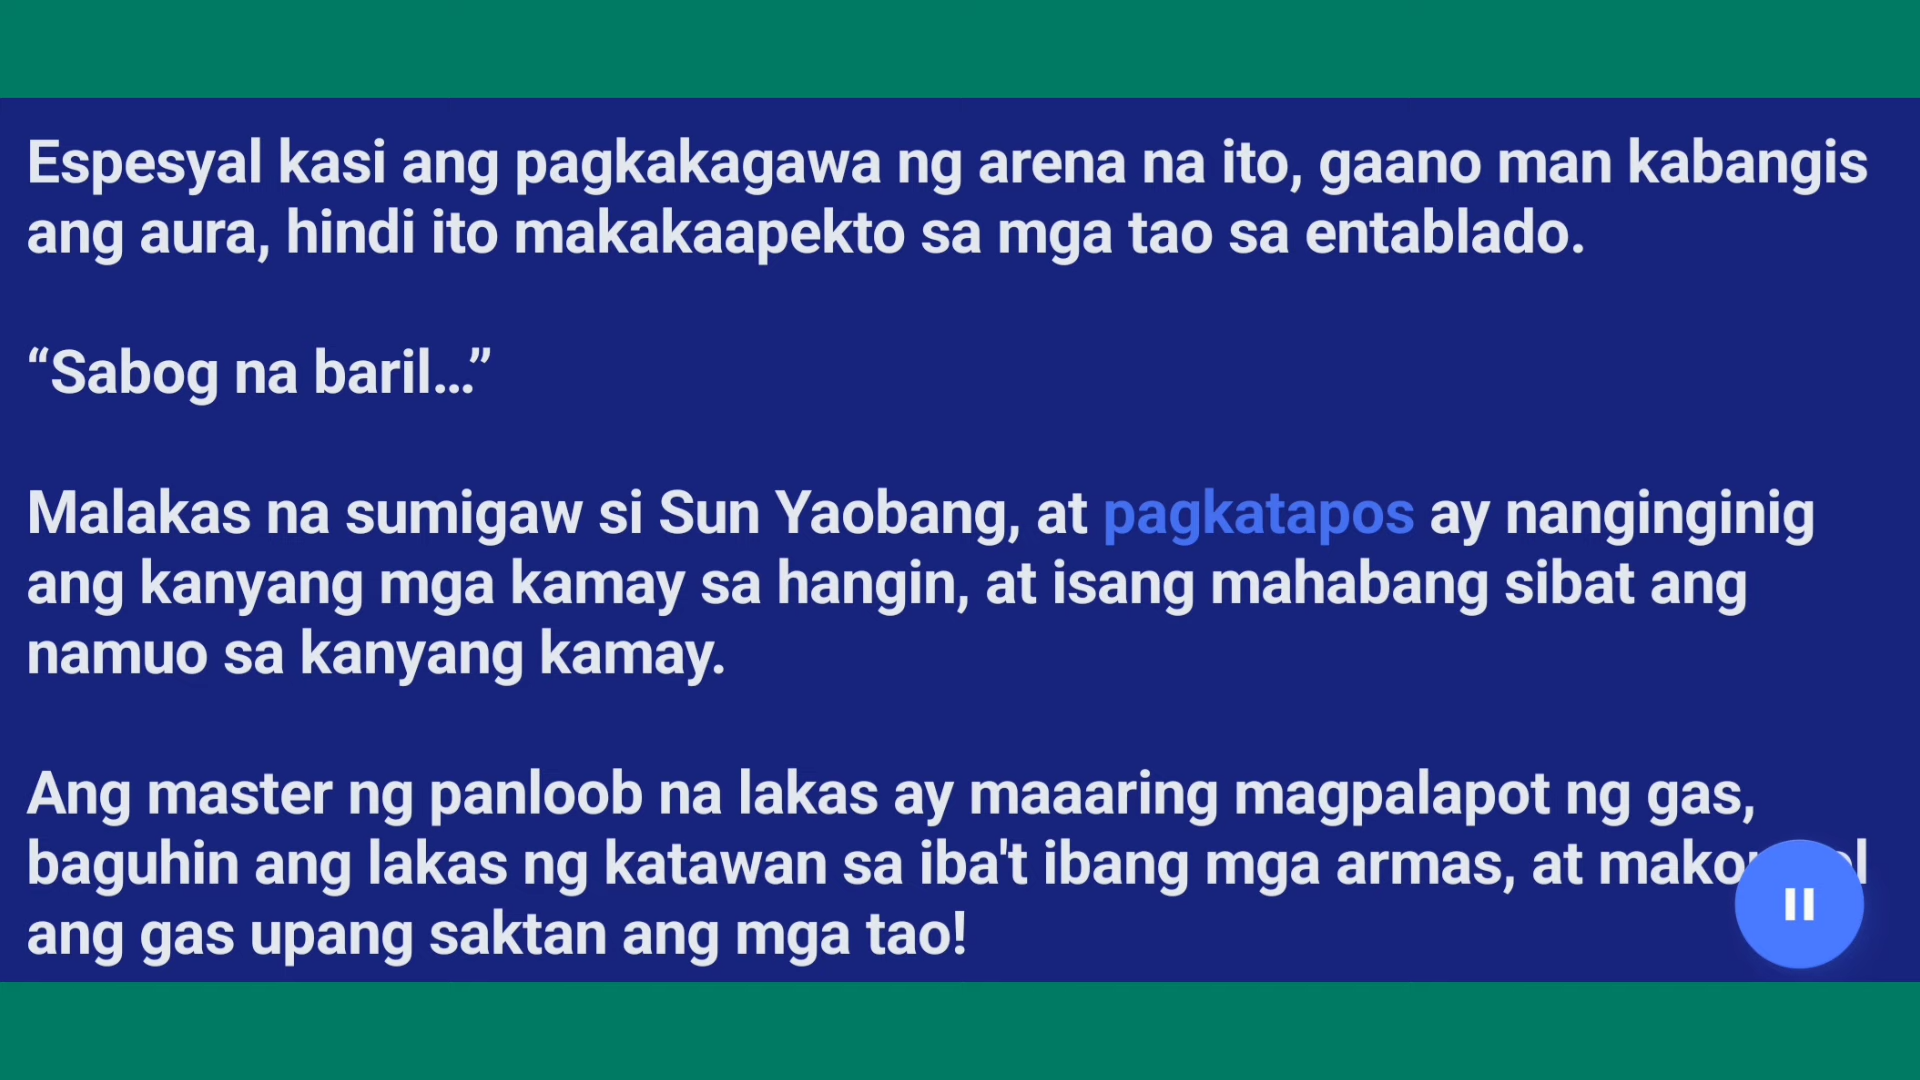 Espesyal kasi ang pagkakagawa ng arena na ito, gaano man kabangis
ang aura, hindi ito makakaapekto sa mga tao sa entablado.
“Sabog na baril...”
Malakas na sumigaw si Sun Yaobang, at pagkatapos ay nanginginig
ang kanyang mga kamay sa hangin, at isang mahabang sibat ang
namuo sa kanyang kamay.
Ang master ng panloob na lakas ay maaaring magpalapot ng gas,
baguhin ang lakas ng katawan sa iba't ibang mga armas, at
ang gas upang saktan ang mga tao!